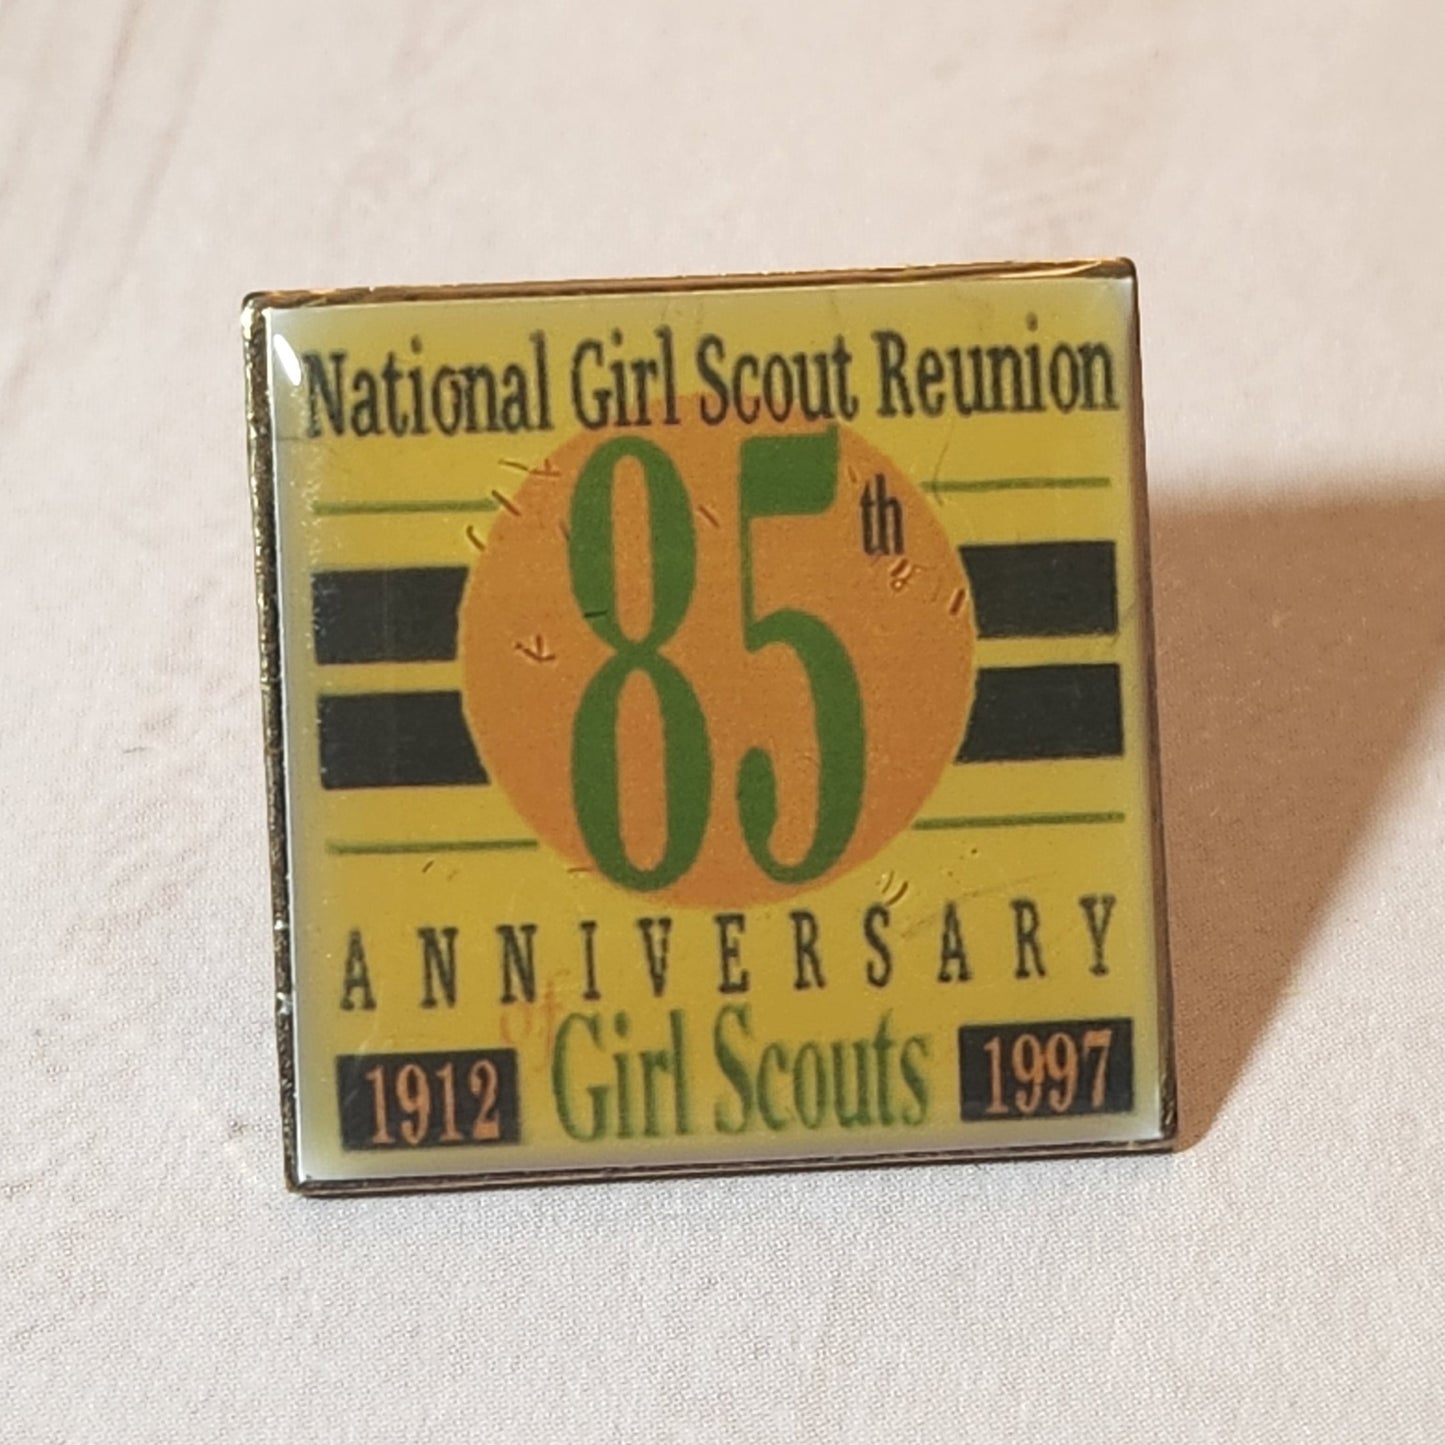 National Girl Scout Reunion
85th
ANNIVERSARY
of Girl Scouts
1912
1997